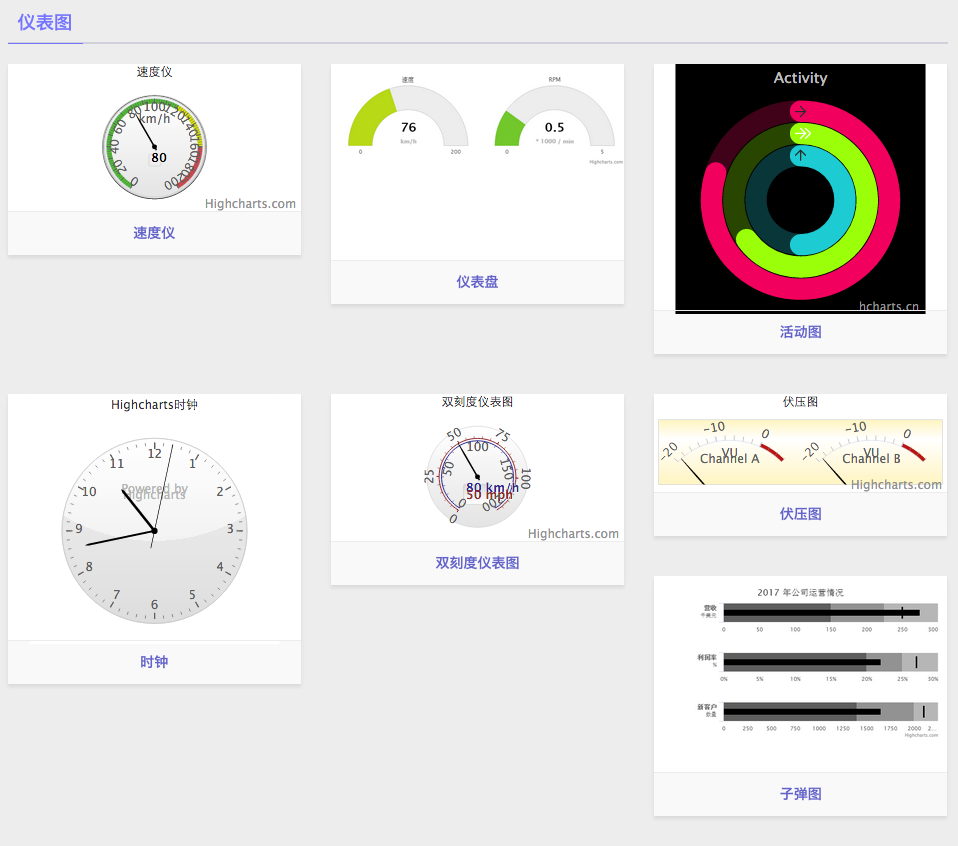 仪表图
速度仪
0 20 40 60 80 100 120 140 160 180 200
km/h
80
Highcharts.com
速度仪
速度
76
km/h
0 200
RPM
0.5
* 1000 / min
0 5
Highcharts.com
仪表盘
Activity
hcharts.cn
活动图
Highcharts时钟
12 1 2 3 4 5 6 7 8 9 10 11
Powered by
Highcharts
时钟
双刻度仪表图
0 25 50 75 100
0 50 100 150 200
80 km/h
50 mph
Highcharts.com
双刻度仪表图
伏压图
-20 -10 0
VU
Channel A
-20 -10 0
VU
Channel B
Highcharts.com
伏压图
2017 年公司运营情况
营收
千美元
0 50 100 150 200 250 300
利润率
%
0% 5% 10% 15% 20% 25% 30%
新客户
数量
0 250 500 750 1000 1250 1500 1750 2000 2…
Highcharts.com
子弹图